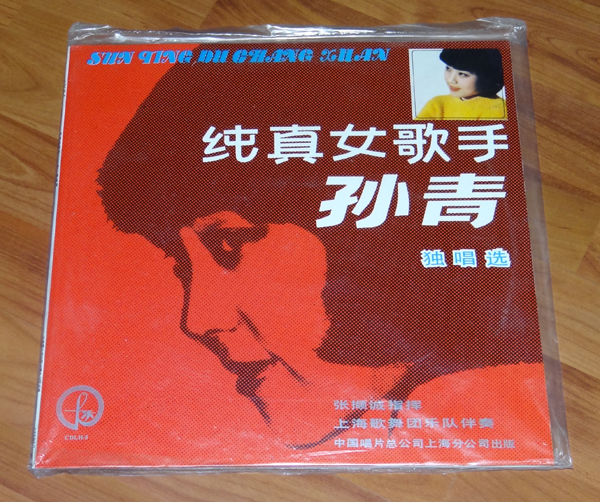 SUN QING DU CHANG XUAN
纯真女歌手
孙青
独唱选
张颂诚指挥
上海歌舞团乐队伴奏
中国唱片总公司上海分公司出版